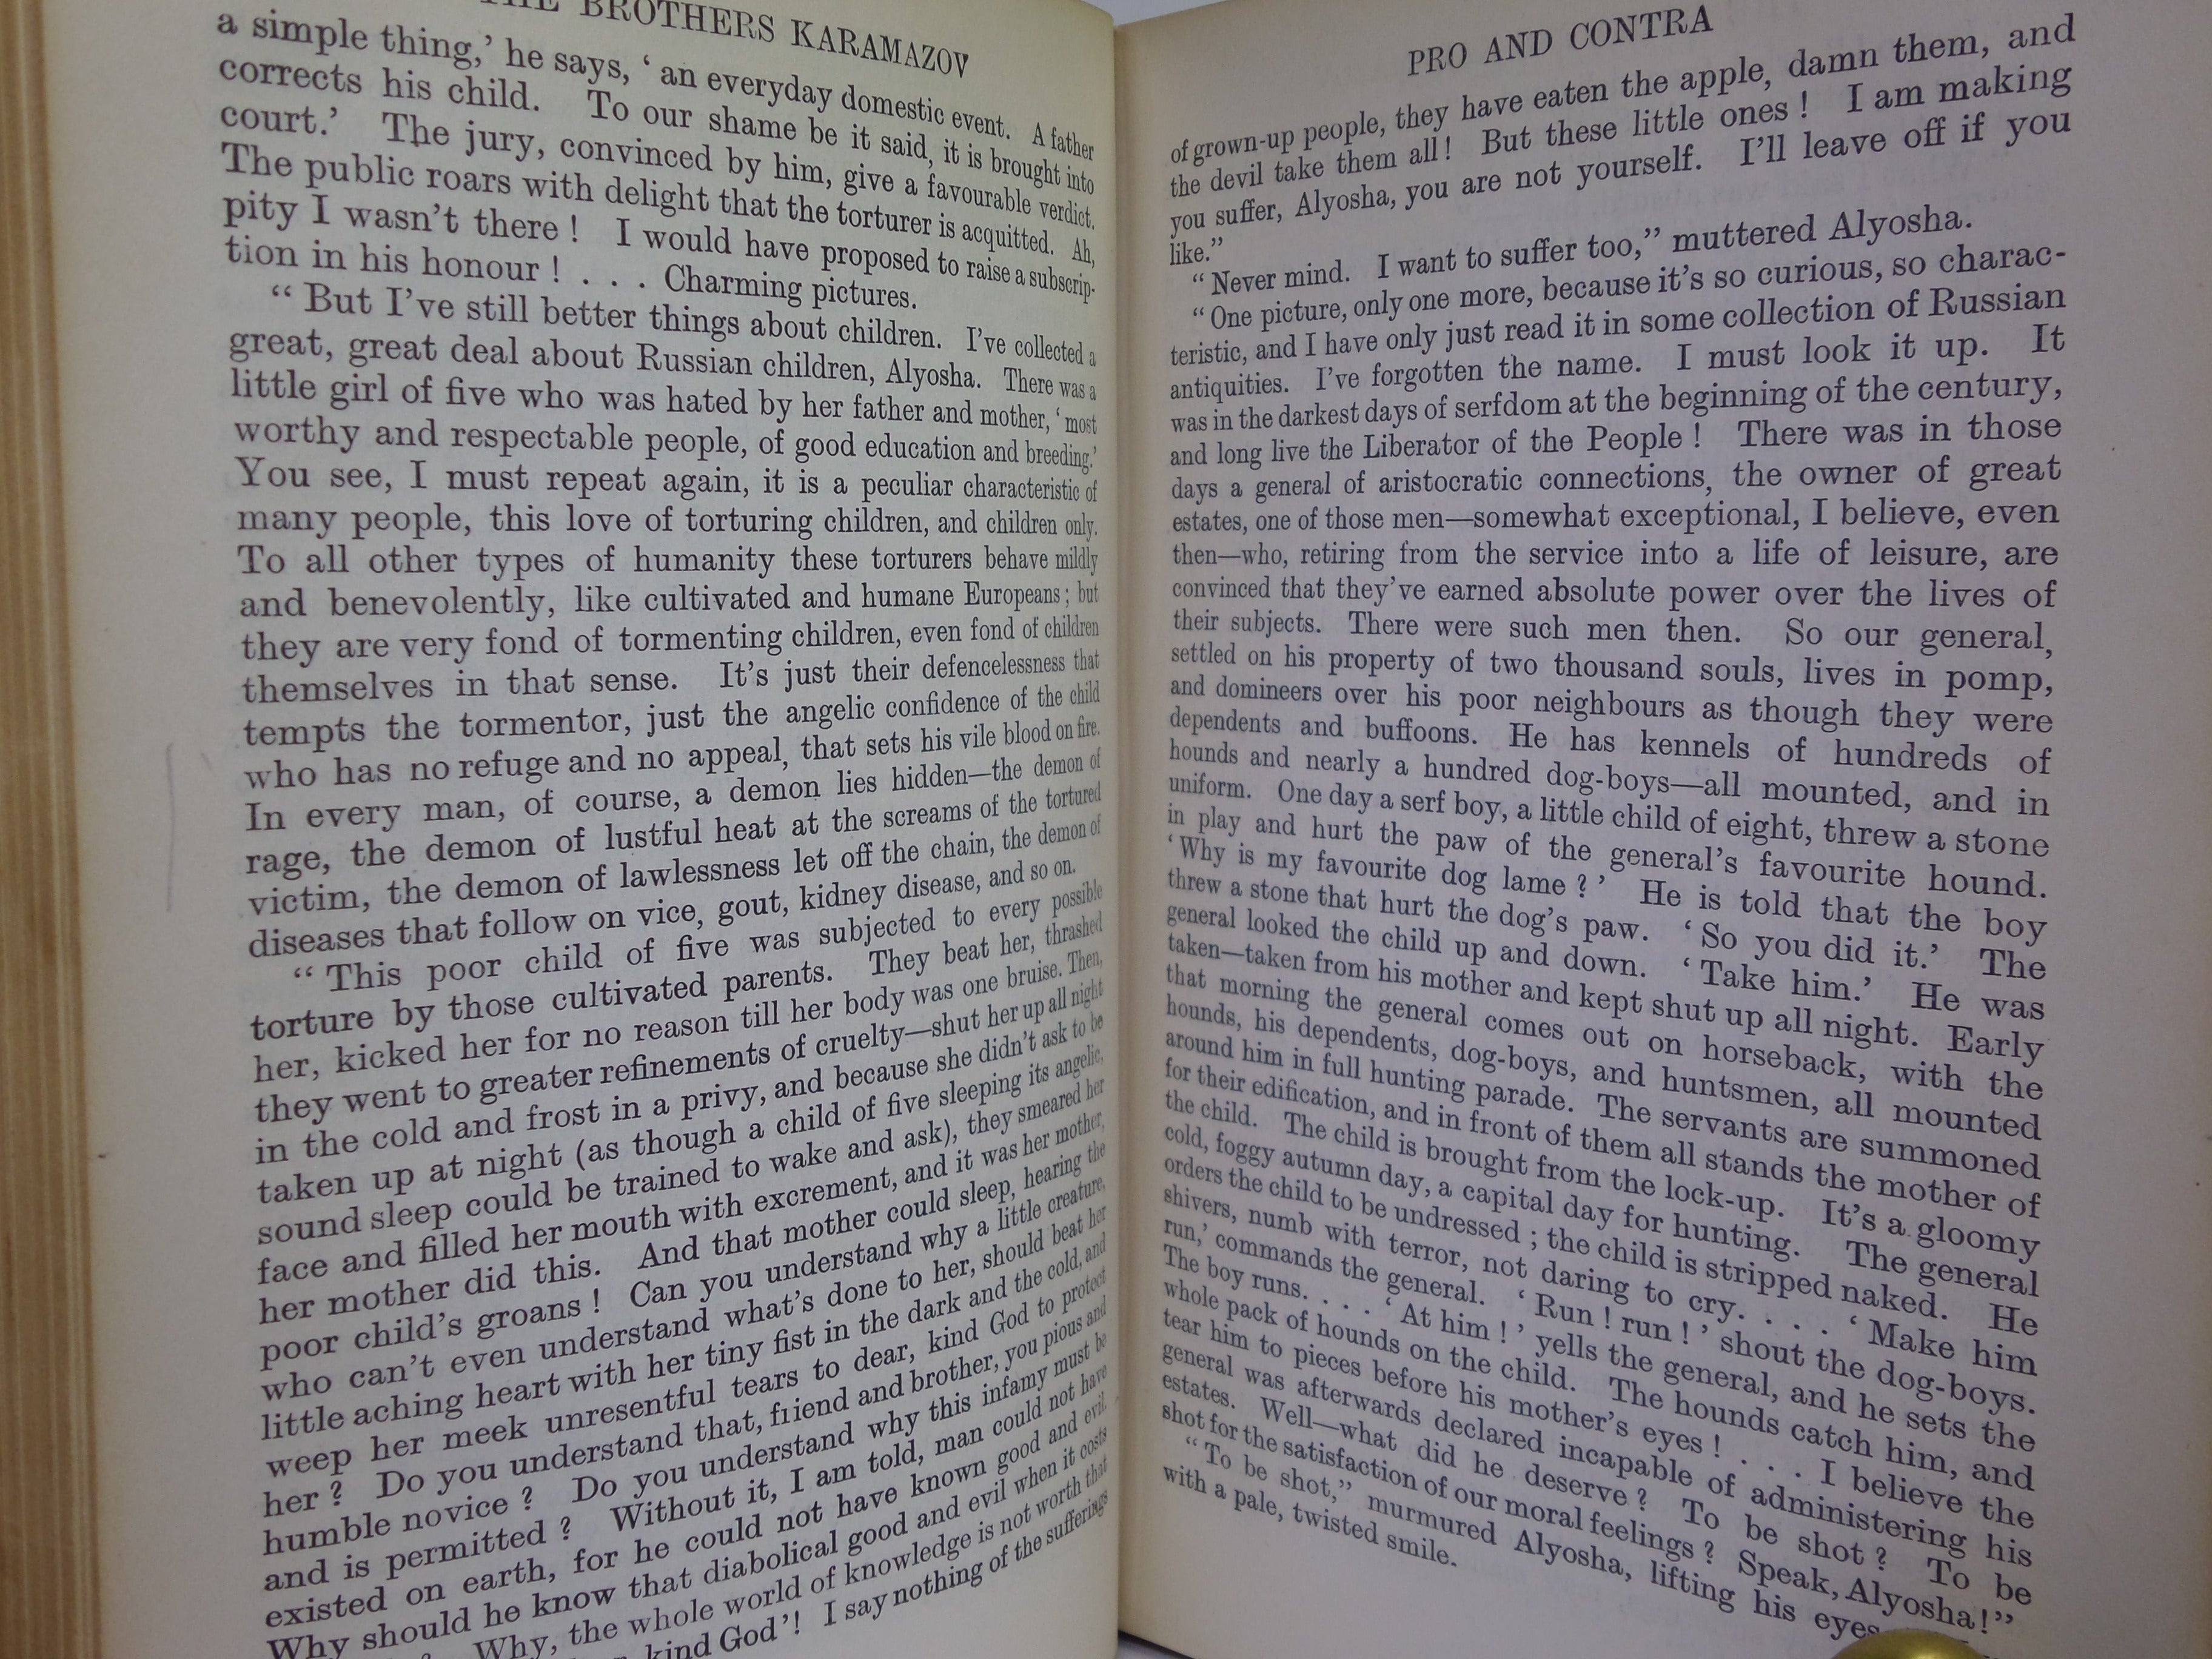 THE BROTHERS KARAMAZOV
a simple thing,’ he says, ‘ an everyday domestic event. A father
corrects his child. To our shame be it said, it is brought into
court.’ The jury, convinced by him, give a favourable verdict.
The public roars with delight that the torturer is acquitted. Ah,
pity I wasn’t there ! I would have proposed to raise a subscrip-
tion in his honour ! . . . Charming pictures.
“ But I’ve still better things about children. I’ve collected a
great, great deal about Russian children, Alyosha. There was a
little girl of five who was hated by her father and mother, ‘ most
worthy and respectable people, of good education and breeding.’
You see, I must repeat again, it is a peculiar characteristic of
many people, this love of torturing children, and children only.
To all other types of humanity these torturers behave mildly
and benevolently, like cultivated and humane Europeans ; but
they are very fond of tormenting children, even fond of children
themselves in that sense. It’s just their defencelessness that
tempts the tormentor, just the angelic confidence of the child
who has no refuge and no appeal, that sets his vile blood on fire.
In every man, of course, a demon lies hidden—the demon of
rage, the demon of lustful heat at the screams of the tortured
victim, the demon of lawlessness let off the chain, the demon of
diseases that follow on vice, gout, kidney disease, and so on.
“ This poor child of five was subjected to every possible
torture by those cultivated parents. They beat her, thrashed
her, kicked her for no reason till her body was one bruise. Then,
they went to greater refinements of cruelty—shut her up all night
in the cold and frost in a privy, and because she didn’t ask to be
taken up at night (as though a child of five sleeping its angelic,
sound sleep could be trained to wake and ask), they smeared her
face and filled her mouth with excrement, and it was her mother,
her mother did this. And that mother could sleep, hearing the
poor child’s groans ! Can you understand why a little creature,
who can’t even understand what’s done to her, should beat her
little aching heart with her tiny fist in the dark and the cold, and
weep her meek unresentful tears to dear, kind God to protect
her ? Do you understand that, friend and brother, you pious and
humble novice ? Do you understand why this infamy must be
and is permitted ? Without it, I am told, man could not have
existed on earth, for he could not have known good and evil.
Why should he know that diabolical good and evil when it costs
Why, the whole world of knowledge is not worth that
kind God’ ! I say nothing of the sufferings
PRO AND CONTRA
of grown-up people, they have eaten the apple, damn them, and
the devil take them all ! But these little ones ! I am making
you suffer, Alyosha, you are not yourself. I’ll leave off if you
like.”
“ Never mind. I want to suffer too,” muttered Alyosha.
“ One picture, only one more, because it’s so curious, so charac-
teristic, and I have only just read it in some collection of Russian
antiquities. I’ve forgotten the name. I must look it up. It
was in the darkest days of serfdom at the beginning of the century,
and long live the Liberator of the People ! There was in those
days a general of aristocratic connections, the owner of great
estates, one of those men—somewhat exceptional, I believe, even
then—who, retiring from the service into a life of leisure, are
convinced that they’ve earned absolute power over the lives of
their subjects. There were such men then. So our general,
settled on his property of two thousand souls, lives in pomp,
and domineers over his poor neighbours as though they were
dependents and buffoons. He has kennels of hundreds of
hounds and nearly a hundred dog-boys—all mounted, and in
uniform. One day a serf boy, a little child of eight, threw a stone
in play and hurt the paw of the general’s favourite hound.
‘ Why is my favourite dog lame ? ’ He is told that the boy
threw a stone that hurt the dog’s paw. ‘ So you did it.’ The
general looked the child up and down. ‘ Take him.’ He was
taken—taken from his mother and kept shut up all night. Early
that morning the general comes out on horseback, with the
hounds, his dependents, dog-boys, and huntsmen, all mounted
around him in full hunting parade. The servants are summoned
for their edification, and in front of them all stands the mother of
the child. The child is brought from the lock-up. It’s a gloomy
cold, foggy autumn day, a capital day for hunting. The general
orders the child to be undressed ; the child is stripped naked. He
shivers, numb with terror, not daring to cry. . . . ‘ Make him
run,’ commands the general. ‘ Run ! run ! ’ shout the dog-boys.
The boy runs. . . . ‘ At him ! ’ yells the general, and he sets the
whole pack of hounds on the child. The hounds catch him, and
tear him to pieces before his mother’s eyes ! . . . I believe the
general was afterwards declared incapable of administering his
estates. Well—what did he deserve ? To be shot ? To be
shot for the satisfaction of our moral feelings ? Speak, Alyosha !”
“ To be shot,” murmured Alyosha, lifting his eyes
with a pale, twisted smile.